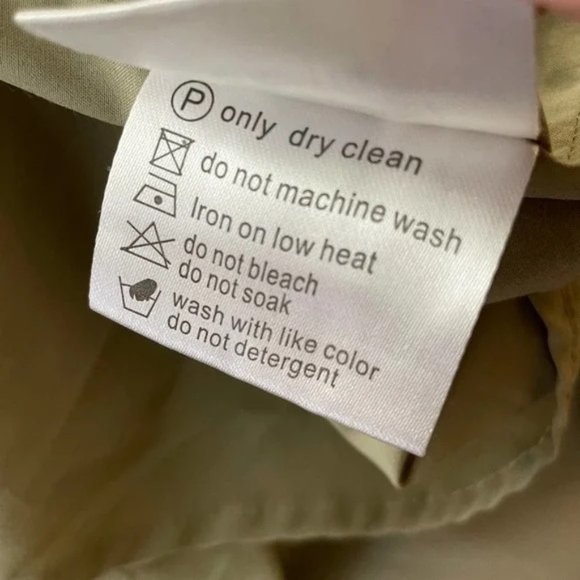 P only dry clean
do not machine wash
Iron on low heat
do not bleach
do not soak
wash with like color
do not detergent